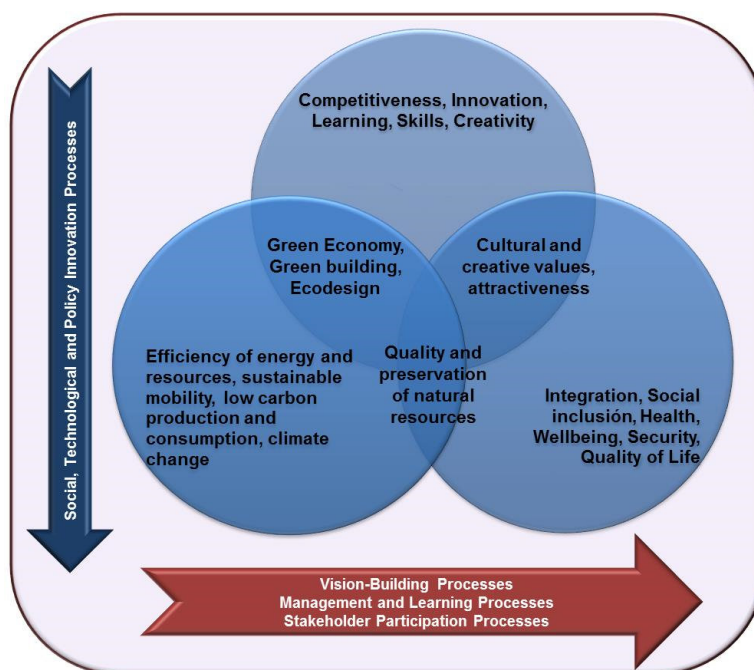 Social, Technological and Policy Innovation Processes
Competitiveness, Innovation,
Learning, Skills, Creativity
Green Economy,
Green building,
Ecodesign
Cultural and
creative values,
attractiveness
Efficiency of energy and
resources, sustainable
mobility, low carbon
production and
consumption, climate
change
Quality and
preservation
of natural
resources
Integration, Social
inclusión, Health,
Wellbeing, Security,
Quality of Life
Vision-Building Processes
Management and Learning Processes
Stakeholder Participation Processes